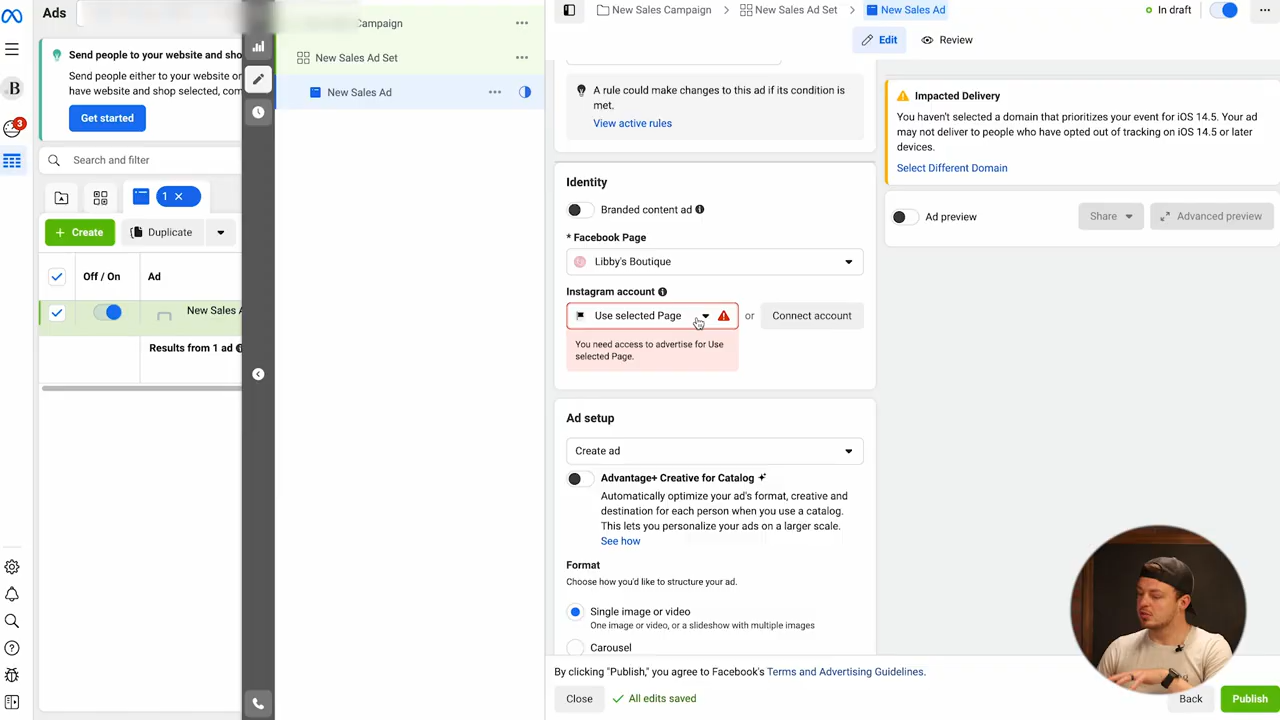 Ads
Send people to your website and sho
Send people either to your website or
have website and shop selected, com
Get started
3
B
Search and filter
1 ×
+ Create
Duplicate
Off / On
Ad
New Sales A
Results from 1 ad
Campaign
New Sales Ad Set
New Sales Ad
New Sales Campaign
New Sales Ad Set
New Sales Ad
In draft
Edit
Review
A rule could make changes to this ad if its condition is
met.
View active rules
Identity
Branded content ad
* Facebook Page
Libby's Boutique
Instagram account
Use selected Page
or
Connect account
You need access to advertise for Use
selected Page.
Ad setup
Create ad
Advantage+ Creative for Catalog
Automatically optimize your ad's format, creative and
destination for each person when you use a catalog.
This lets you personalize your ads on a larger scale.
See how
Format
Choose how you'd like to structure your ad.
Single image or video
One image or video, or a slideshow with multiple images
Carousel
By clicking "Publish," you agree to Facebook's Terms and Advertising Guidelines.
Close
All edits saved
Back
Publish
Impacted Delivery
You haven't selected a domain that prioritizes your event for iOS 14.5. Your ad
may not deliver to people who have opted out of tracking on iOS 14.5 or later
devices.
Select Different Domain
Ad preview
Share
Advanced preview